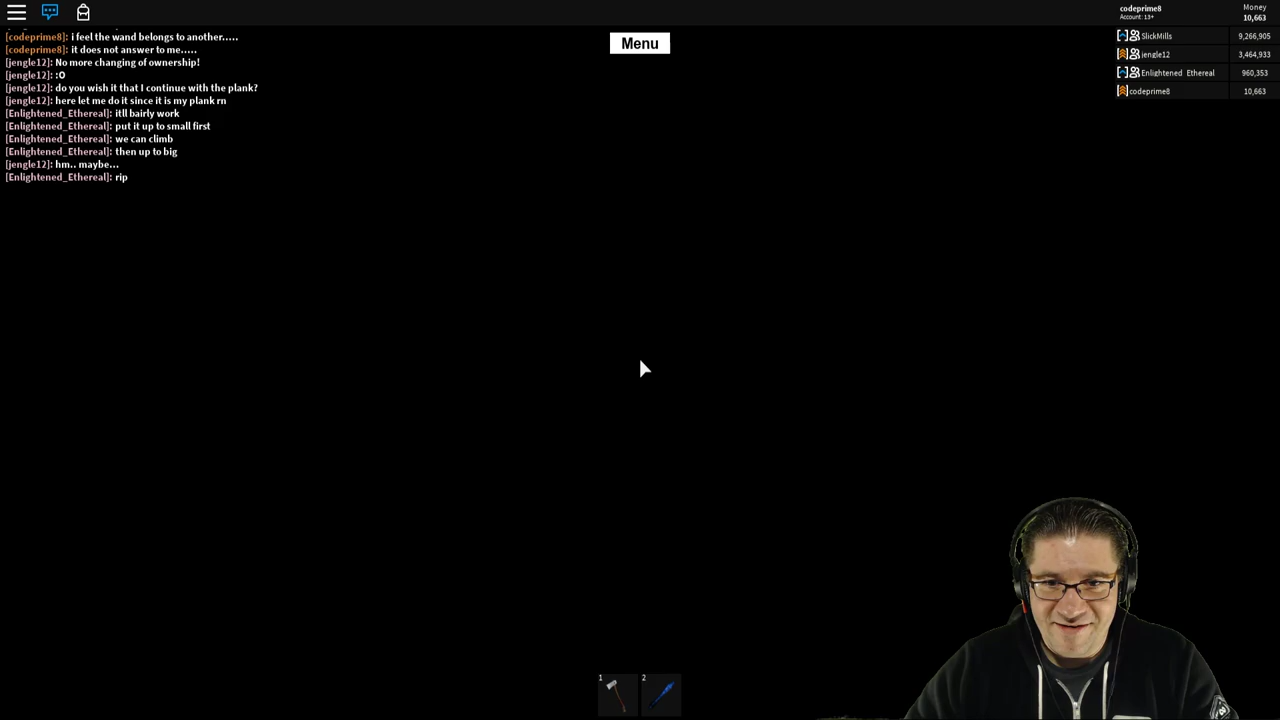 codeprime8
Account: 13+
Money
10,663
[codeprime8]: i feel the wand belongs to another.....
[codeprime8]: it does not answer to me.....
[jengle12]: No more changing of ownership!
[jengle12]: :O
[jengle12]: do you wish it that I continue with the plank?
[jengle12]: here let me do it since it is my plank rn
[Enlightened_Ethereal]: itll bairly work
[Enlightened_Ethereal]: put it up to small first
[Enlightened_Ethereal]: we can climb
[Enlightened_Ethereal]: then up to big
[jengle12]: hm.. maybe...
[Enlightened_Ethereal]: rip
Menu
SlickMills 9,266,905
jengle12 3,464,933
Enlightened_Ethereal 960,353
codeprime8 10,663
1 2